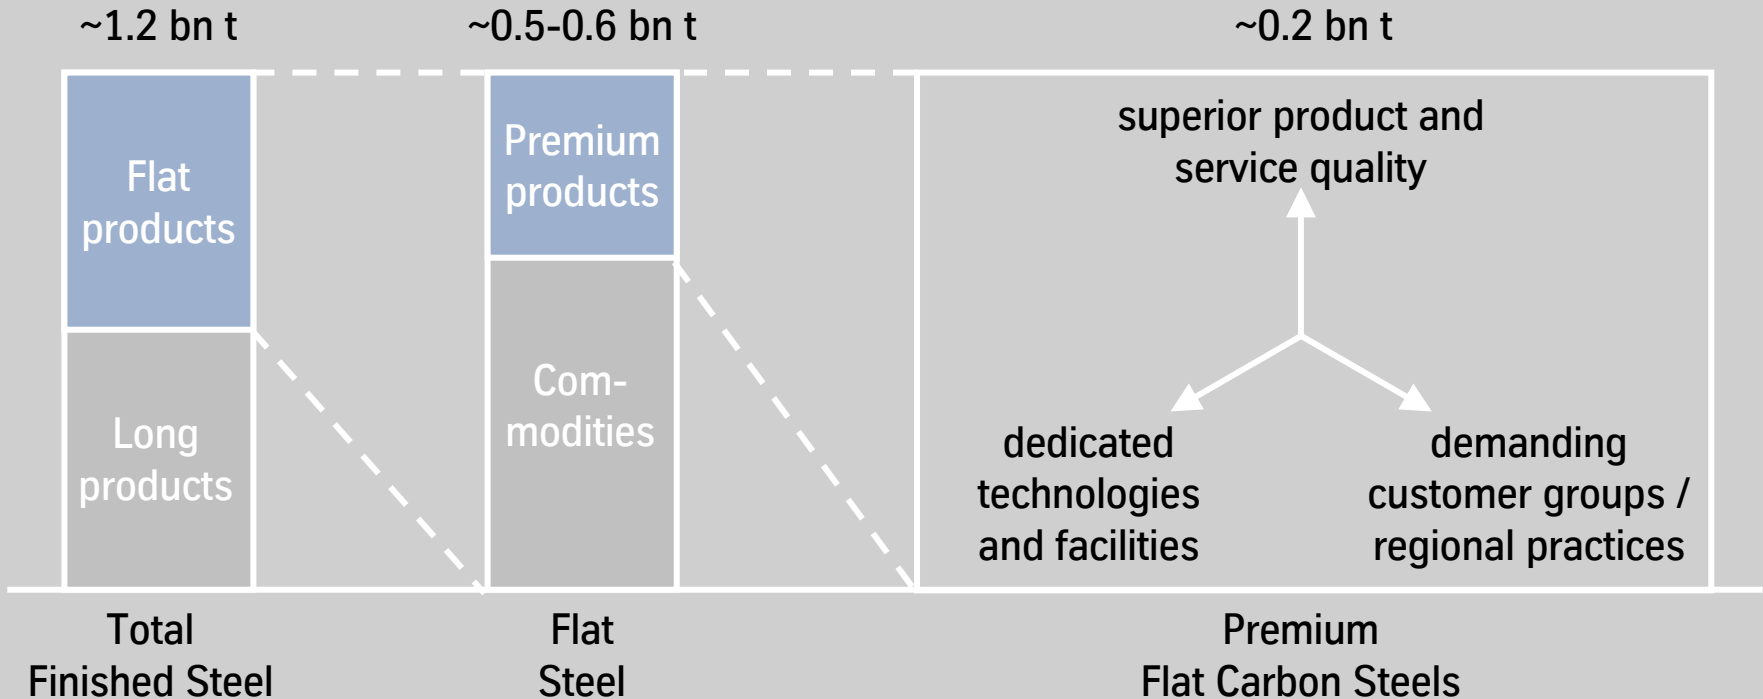 ~1.2 bn t
~0.5-0.6 bn t
~0.2 bn t
Flat
products
Long
products
Premium
products
Com-
modities
superior product and
service quality
dedicated
technologies
and facilities
demanding
customer groups /
regional practices
Total
Finished Steel
Flat
Steel
Premium
Flat Carbon Steels